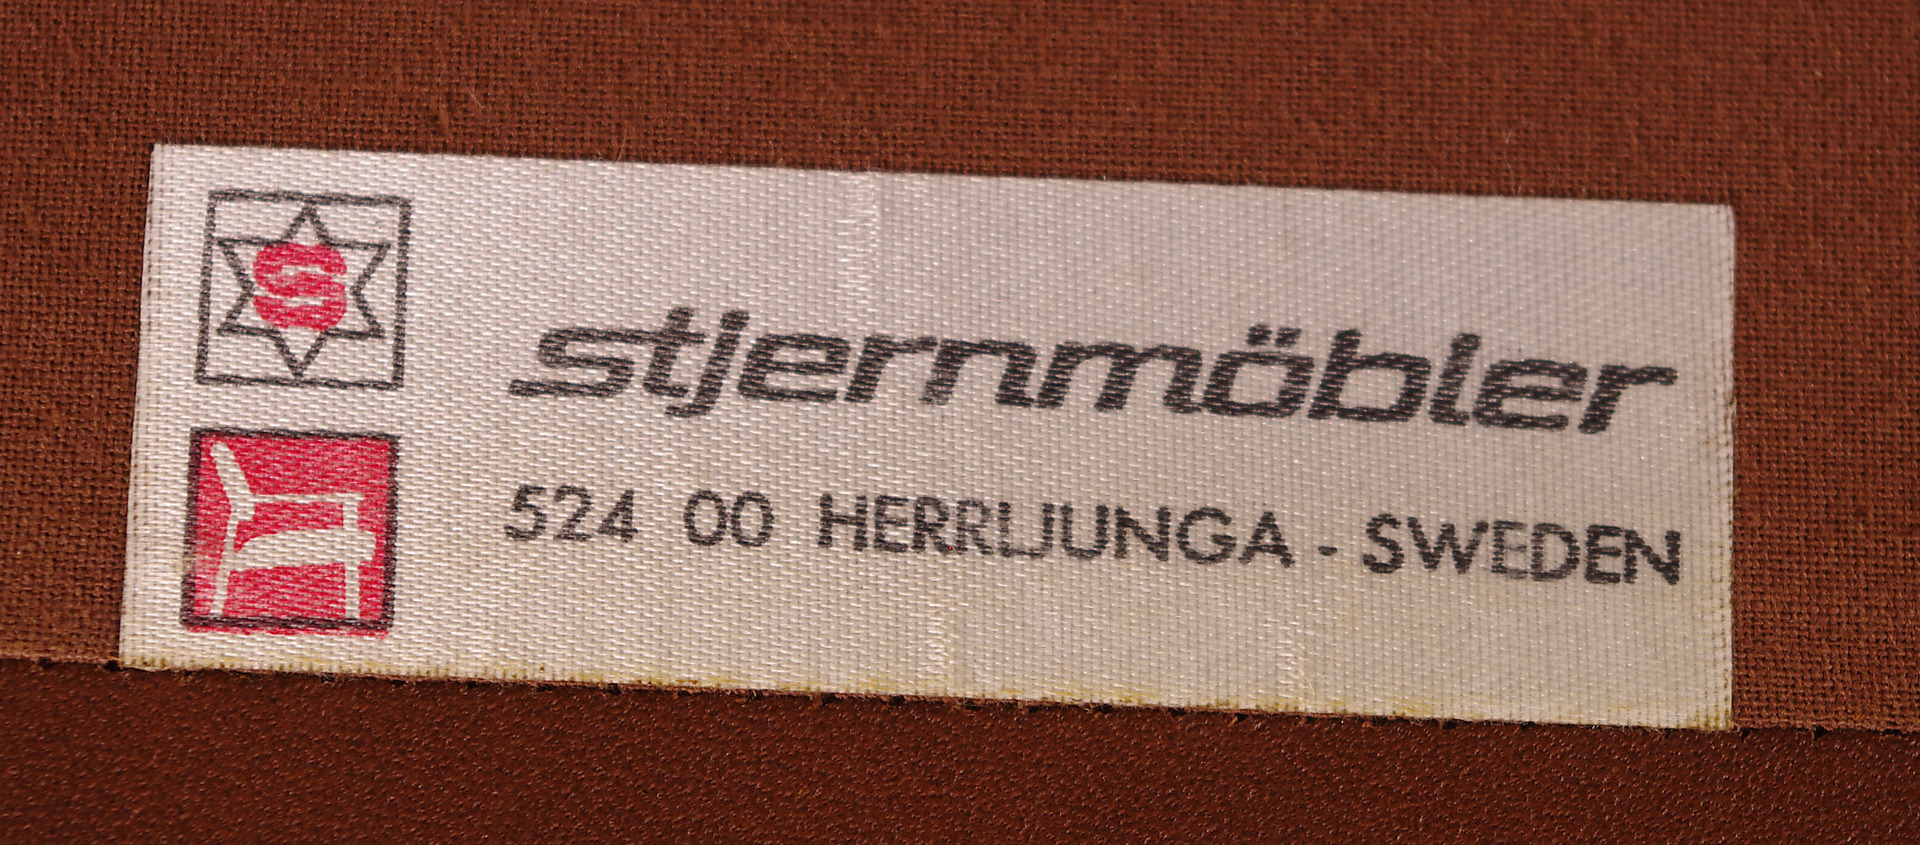 S
stjernmöbler
524 00 HERRLJUNGA - SWEDEN